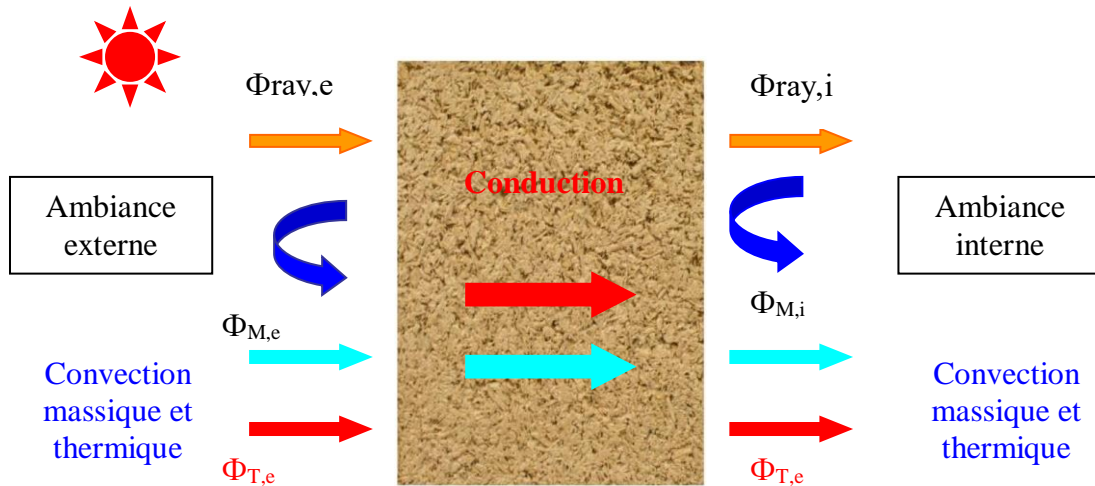 Φray,e
Φray,i
Conduction
Ambiance
externe
Ambiance
interne
ΦM,e
ΦM,i
Convection
massique et
thermique
Convection
massique et
thermique
ΦT,e
ΦT,e